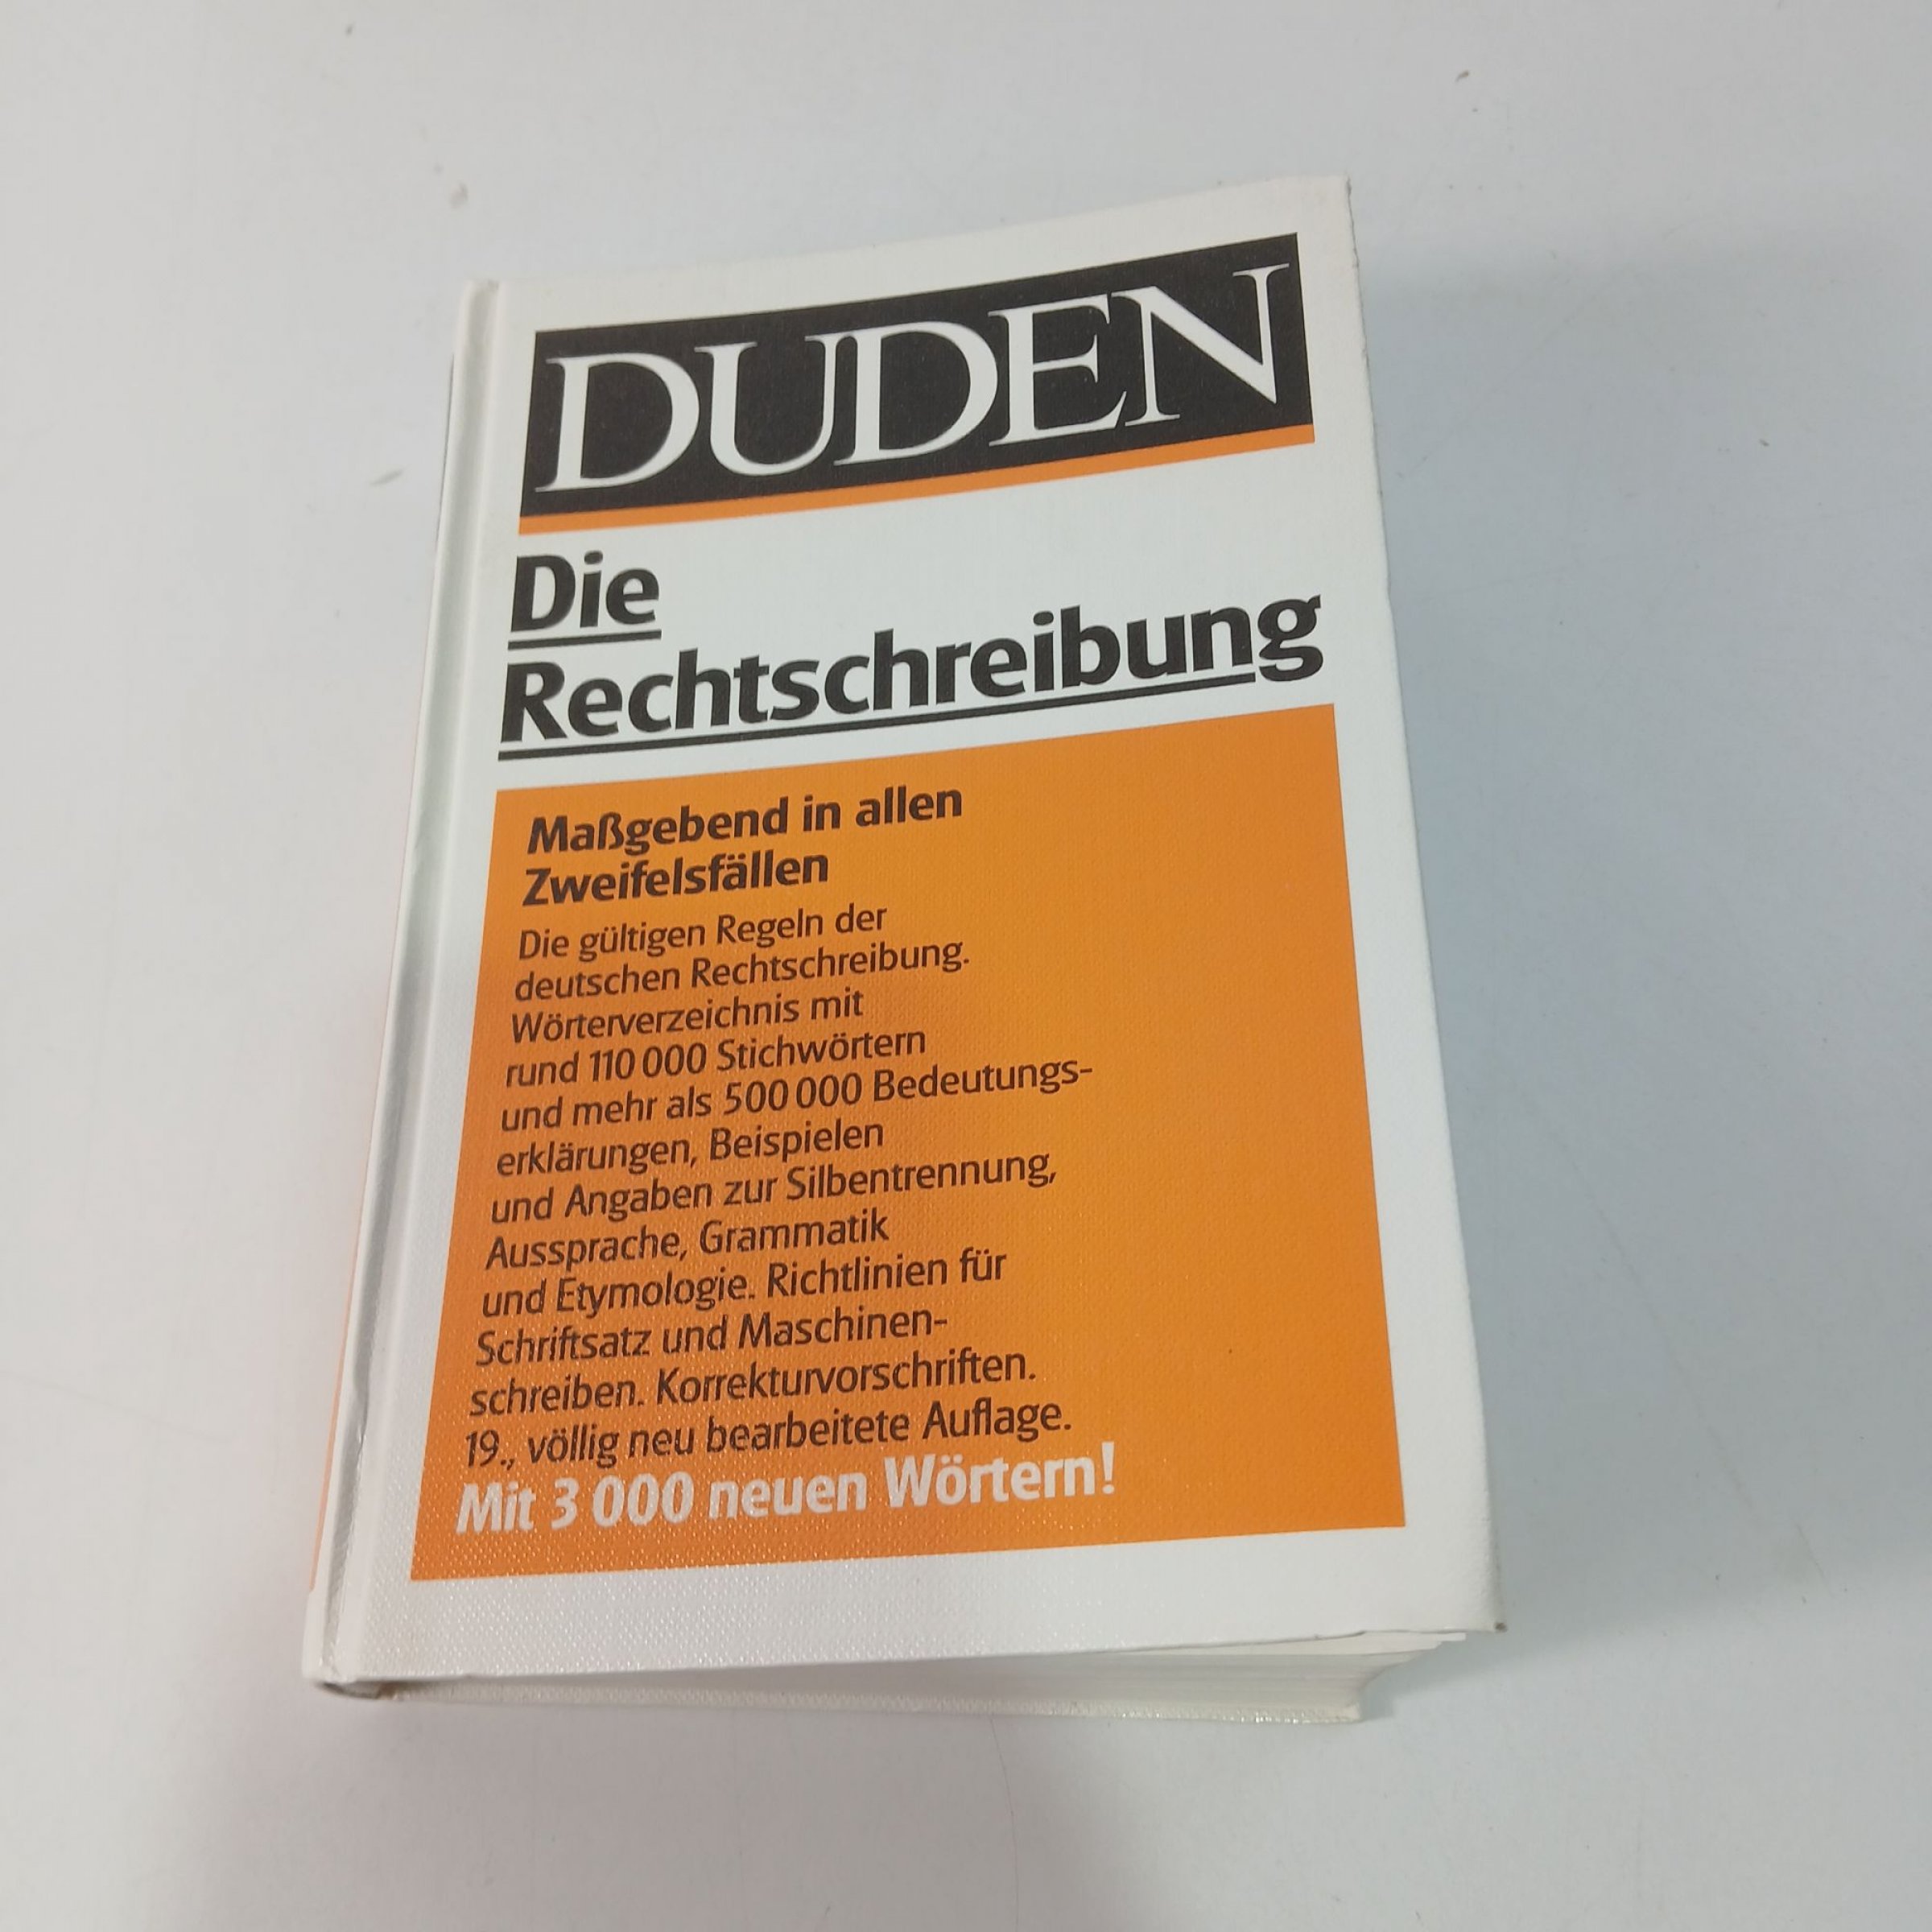 DUDEN
Die
Rechtschreibung
Maßgebend in allen
Zweifelsfällen
Die gültigen Regeln der
deutschen Rechtschreibung.
Wörterverzeichnis mit
rund 110 000 Stichwörtern
und mehr als 500 000 Bedeutungs-
erklärungen, Beispielen
und Angaben zur Silbentrennung,
Aussprache, Grammatik
und Etymologie. Richtlinien für
Schriftsatz und Maschinen-
schreiben. Korrekturvorschriften.
19., völlig neu bearbeitete Auflage.
Mit 3 000 neuen Wörtern!